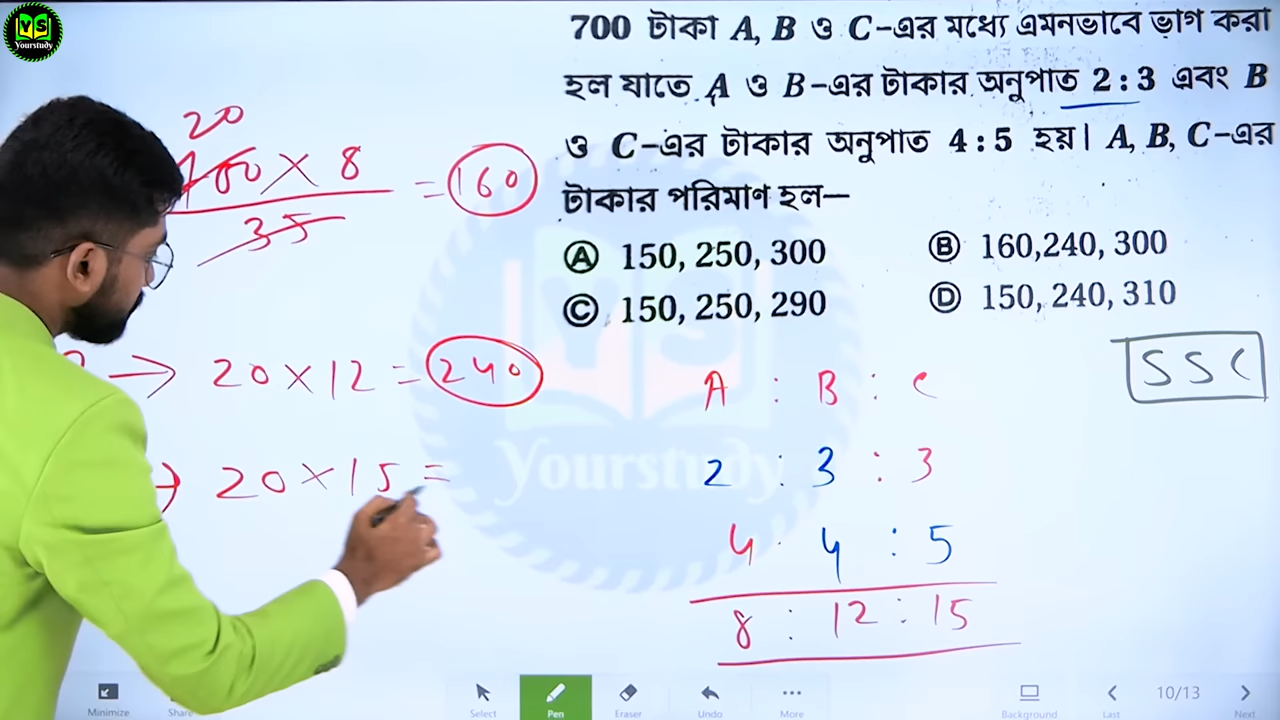 YS
Yourstudy
700 টাকা A, B ও C-এর মধ্যে এমনভাবে ভাগ করা
হল যাতে A ও B-এর টাকার অনুপাত 2 : 3 এবং B
ও C-এর টাকার অনুপাত 4 : 5 হয়। A, B, C-এর
টাকার পরিমান হল—
Ⓐ 150, 250, 300
Ⓑ 160,240, 300
Ⓒ 150, 250, 290
Ⓓ 150, 240, 310
SSC
20
× 8 = 160
35
→ 20 × 12 = 240
→ 20 × 15 =
A : B : C
2 : 3 : 3
4 : 4 : 5
8 : 12 : 15
Yourstudy
Minimize
Share
Select
Pen
Eraser
Undo
More
Background
Last
10/13
Next